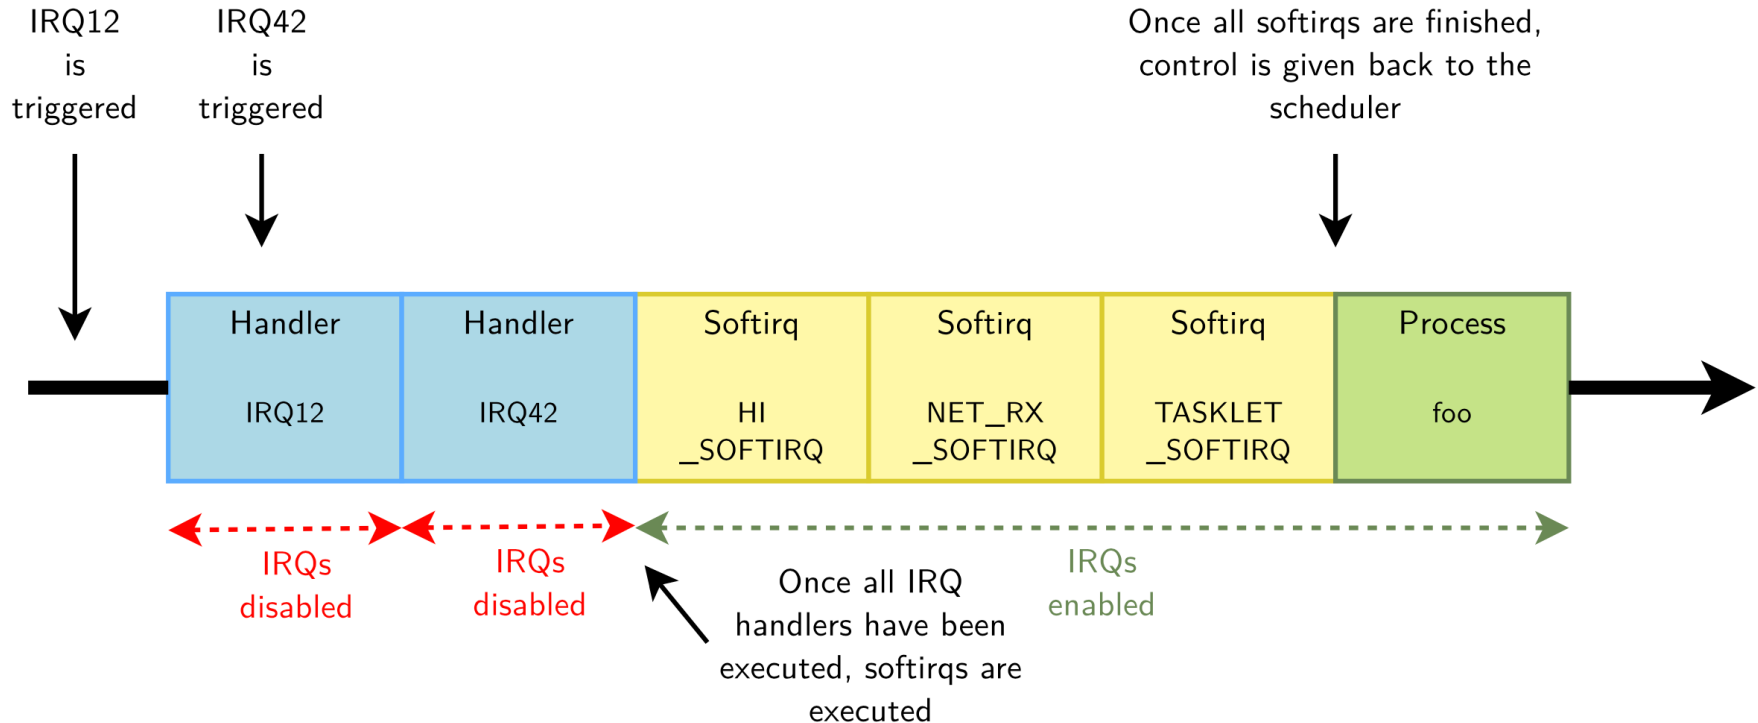 IRQ12
is
triggered
IRQ42
is
triggered
Once all softirqs are finished,
control is given back to the
scheduler
Handler
IRQ12
Handler
IRQ42
Softirq
HI
_SOFTIRQ
Softirq
NET_RX
_SOFTIRQ
Softirq
TASKLET
_SOFTIRQ
Process
foo
IRQs
disabled
IRQs
disabled
Once all IRQ
handlers have been
executed, softirqs are
executed
IRQs
enabled